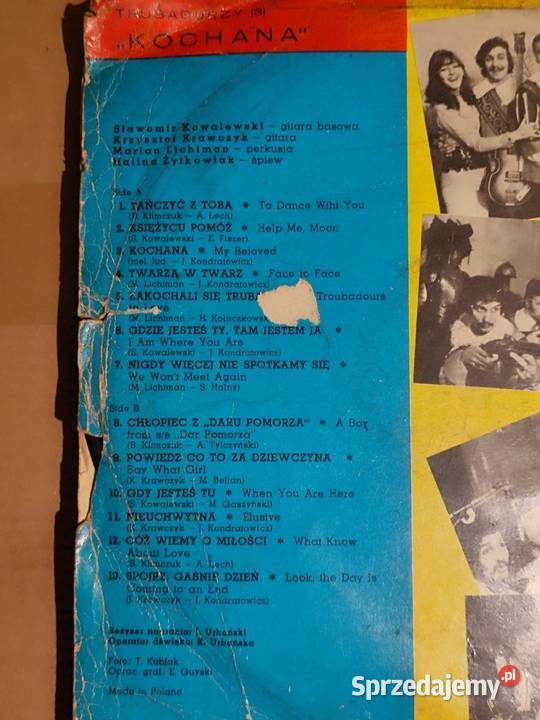 TRUBADURZY (3)
„KOCHANA"
Sławomir Kowalewski – gitara basowa
Krzysztof Krawczyk – gitara
Marian Lichtman – perkusja
Halina Żytkowiak – śpiew
Side A
1. TAŃCZYĆ Z TOBĄ * To Dance Wiht You
(B. Klimczuk – A. Lech)
2. KSIĘŻYCU POMÓŻ * Help Me, Moon
(S. Kowalewski – E. Fiszer)
3. KOCHANA * My Beloved
(mel. lud. – J. Kondratowicz)
4. TWARZĄ W TWARZ * Face to Face
(M. Lichtman – J. Kondratowicz)
5. ZAKOCHALI SIĘ Troubadours
(M. Lichtman – H. Kołaczkowsk
6. GDZIE JESTEŚ TY, TAM JESTEM JA *
I Am Where You Are
(S. Kowalewski – J. Kondratowicz)
7. NIGDY WIĘCEJ NIE SPOTKAMY SIĘ *
We Won't Meet Again
(M. Lichtman – S. Halny)
Side B
8. CHŁOPIEC Z „DARU POMORZA" * A Boy
from s/s „Dar Pomorza"
(B. Klimczuk – A. Tylczyński)
9. POWIEDZ CO TO ZA DZIEWCZYNA *
Say What Girl
(K. Krawczyk – M. Bellan)
10. GDY JESTEŚ TU * When You Are Here
(S. Kowalewski – M. Gaszyński)
11. NIEUCHWYTNA * Elusive
(K. Krawczyk – J. Kondratowicz)
12. CÓŻ WIEMY O MIŁOŚCI * What Know
About Love
(B. Klimczuk – A. Lech)
13. SPÓJRZ, GAŚNIE DZIEŃ * Look, the Day Is
Coming to an End
(J. Krawczyk – J. Kondratowicz)
Reżyser nagrania: J. Urbański
Operator dźwięku: K. Urbańska
Foto: T. Kubiak
Oprac. graf.: E. Guyski
Made in Poland
Sprzedajemy.pl